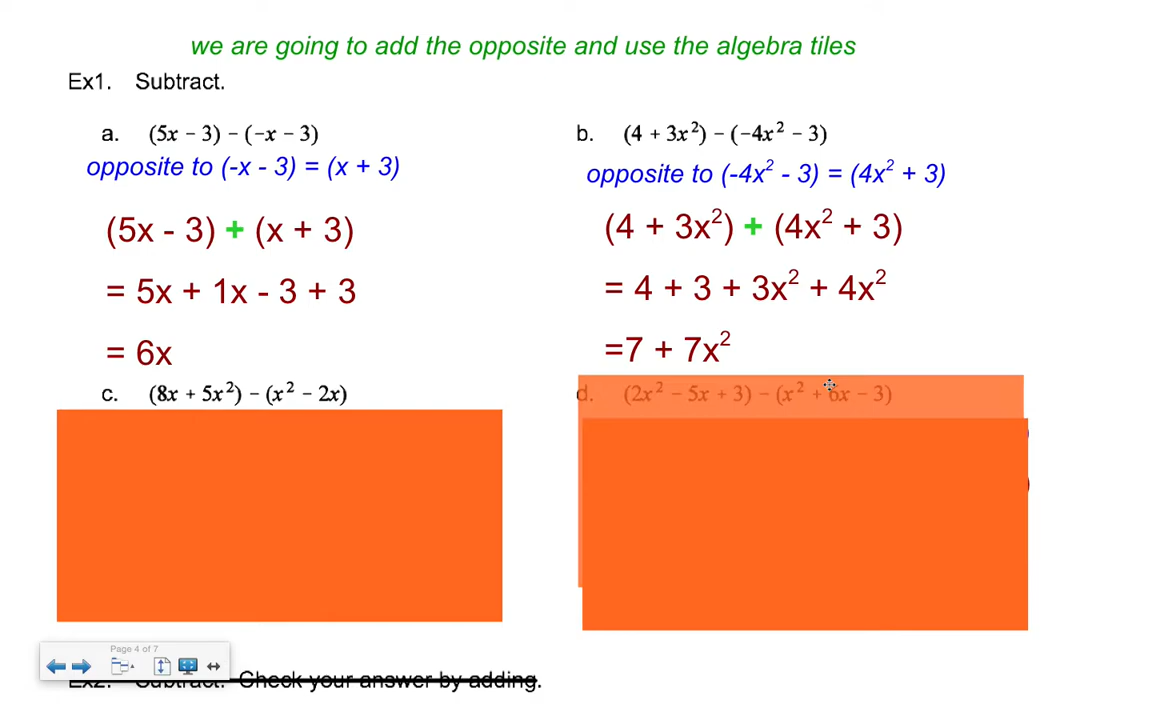 we are going to add the opposite and use the algebra tiles
Ex1. Subtract.
a. (5x − 3) − (−x − 3)
opposite to (-x - 3) = (x + 3)
(5x - 3) + (x + 3)
= 5x + 1x - 3 + 3
= 6x
b. (4 + 3x²) − (−4x² − 3)
opposite to (-4x² - 3) = (4x² + 3)
(4 + 3x²) + (4x² + 3)
= 4 + 3 + 3x² + 4x²
=7 + 7x²
c. (8x + 5x²) − (x² − 2x)
d. (2x² − 5x + 3) − (x² + 6x − 3)
Page 4 of 7
Ex2. Subtract. Check your answer by adding.